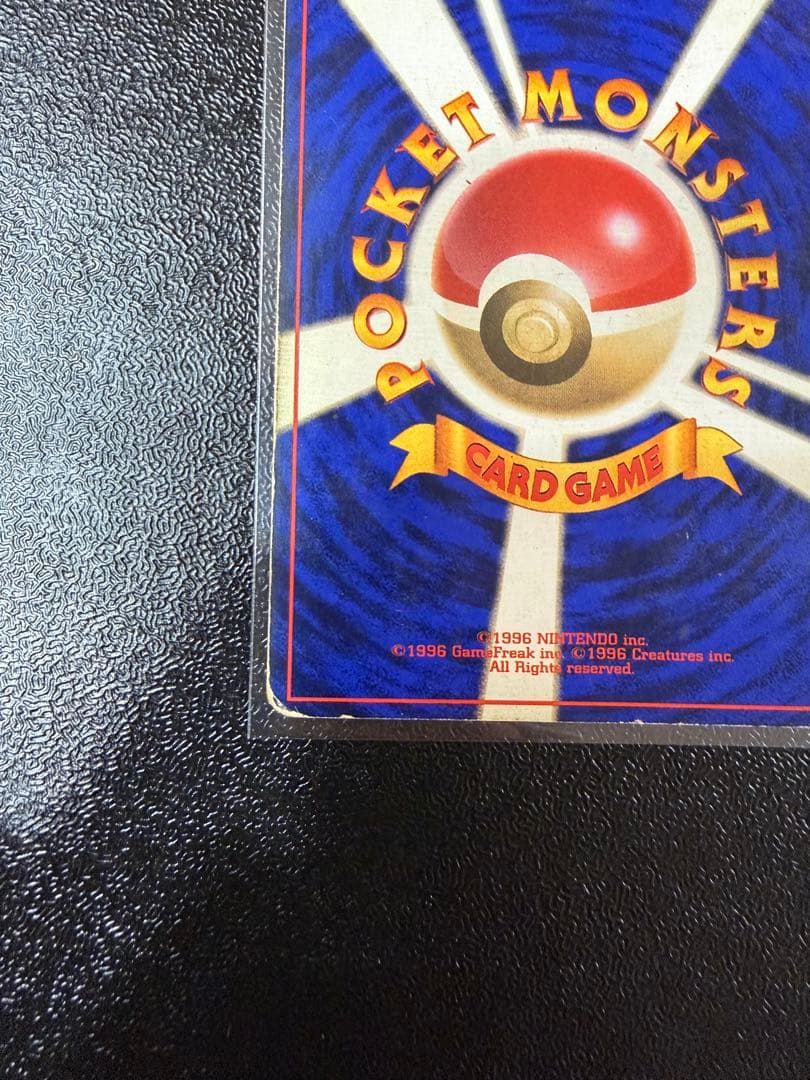 POCKET MONSTERS
CARD GAME
©1996 NINTENDO inc.
©1996 GameFreak inc. ©1996 Creatures inc.
All Rights reserved.